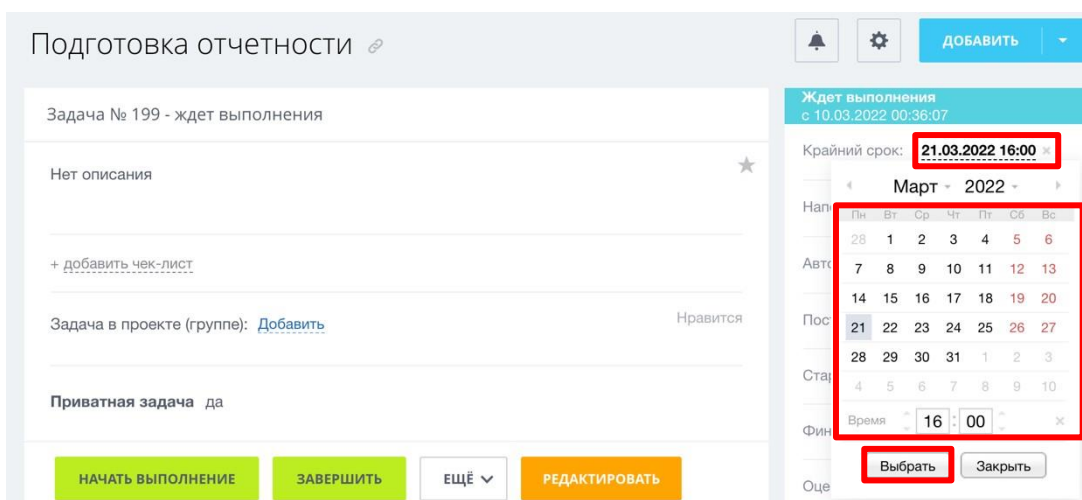 Подготовка отчетности
ДОБАВИТЬ
Задача № 199 - ждет выполнения
Нет описания
+ добавить чек-лист
Задача в проекте (группе): Добавить
Нравится
Приватная задача да
НАЧАТЬ ВЫПОЛНЕНИЕ ЗАВЕРШИТЬ ЕЩЁ РЕДАКТИРОВАТЬ
Ждет выполнения
с 10.03.2022 00:36:07
Крайний срок: 21.03.2022 16:00
Март 2022
Пн Вт Ср Чт Пт Сб Вс
28 1 2 3 4 5 6
7 8 9 10 11 12 13
14 15 16 17 18 19 20
21 22 23 24 25 26 27
28 29 30 31 1 2 3
4 5 6 7 8 9 10
Время 16 : 00
Выбрать Закрыть